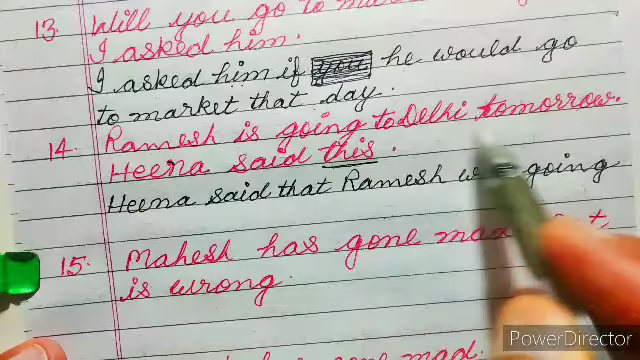 13. Will you go to
I asked him.
I asked him if he would go
to market that day.
14. Ramesh is going to Delhi tomorrow.
Heena said this.
Heena said that Ramesh going
15. Mahesh has gone
is wrong.
gone mad.
PowerDirector